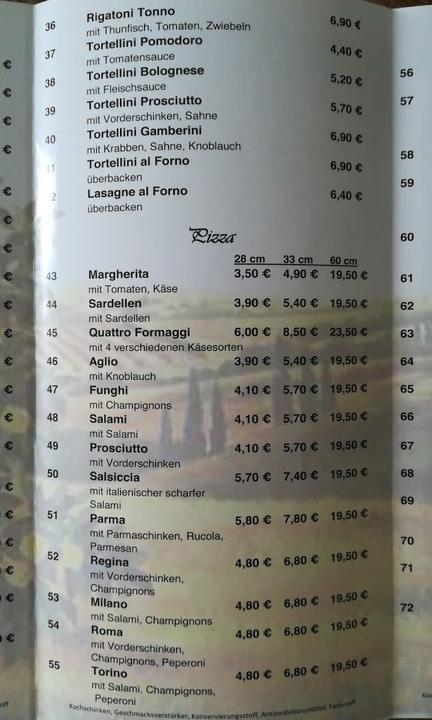 36 Rigatoni Tonno 6,90 €
mit Thunfisch, Tomaten, Zwiebeln
37 Tortellini Pomodoro 4,40 €
mit Tomatensauce
38 Tortellini Bolognese 5,20 €
mit Fleischsauce
39 Tortellini Prosciutto 5,70 €
mit Vorderschinken, Sahne
40 Tortellini Gamberini 6,90 €
mit Krabben, Sahne, Knoblauch
41 Tortellini al Forno 6,90 €
überbacken
2 Lasagne al Forno 6,40 €
überbacken
Pizza
28 cm 33 cm 60 cm
43 Margherita 3,50 € 4,90 € 19,50 €
mit Tomaten, Käse
44 Sardellen 3,90 € 5,40 € 19,50 €
mit Sardellen
45 Quattro Formaggi 6,00 € 8,50 € 23,50 €
mit 4 verschiedenen Käsesorten
46 Aglio 3,90 € 5,40 € 19,50 €
mit Knoblauch
47 Funghi 4,10 € 5,70 € 19,50 €
mit Champignons
48 Salami 4,10 € 5,70 € 19,50 €
mit Salami
49 Prosciutto 4,10 € 5,70 € 19,50 €
mit Vorderschinken
50 Salsiccia 5,70 € 7,40 € 19,50 €
mit italienischer scharfer
Salami
51 Parma 5,80 € 7,80 € 19,50 €
mit Parmaschinken, Rucola,
Parmesan
52 Regina 4,80 € 6,80 € 19,50 €
mit Vorderschinken,
Champignons
53 Milano 4,80 € 6,80 € 19,50 €
mit Salami, Champignons
54 Roma 4,80 € 6,80 € 19,50 €
mit Vorderschinken,
Champignons, Peperoni
55 Torino 4,80 € 6,80 € 19,50 €
mit Salami, Champignons,
Peperoni
Kochschinken, Geschmacksverstärker, Konservierungsstoff, Antioxidationsmittel, Farbstoff
56
57
58
59
60
61
62
63
64
65
66
67
68
69
70
71
72